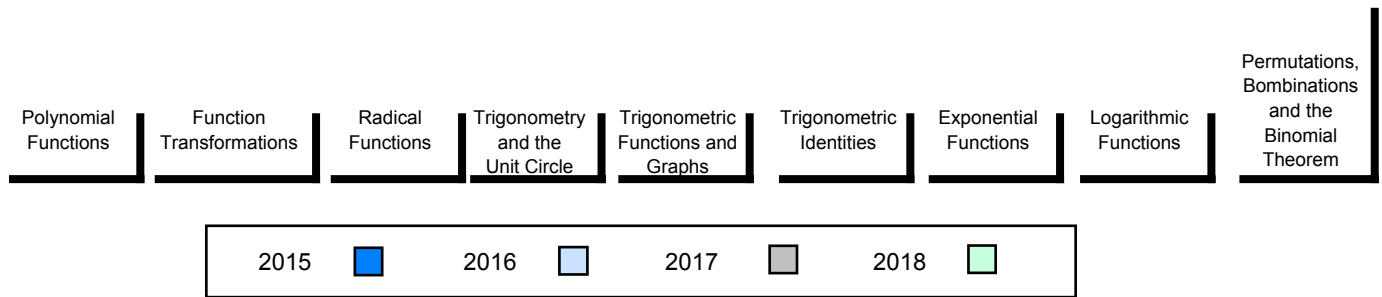 Polynomial
Functions
Function
Transformations
Radical
Functions
Trigonometry
and the
Unit Circle
Trigonometric
Functions and
Graphs
Trigonometric
Identities
Exponential
Functions
Logarithmic
Functions
Permutations,
Bombinations
and the
Binomial
Theorem
2015 2016 2017 2018